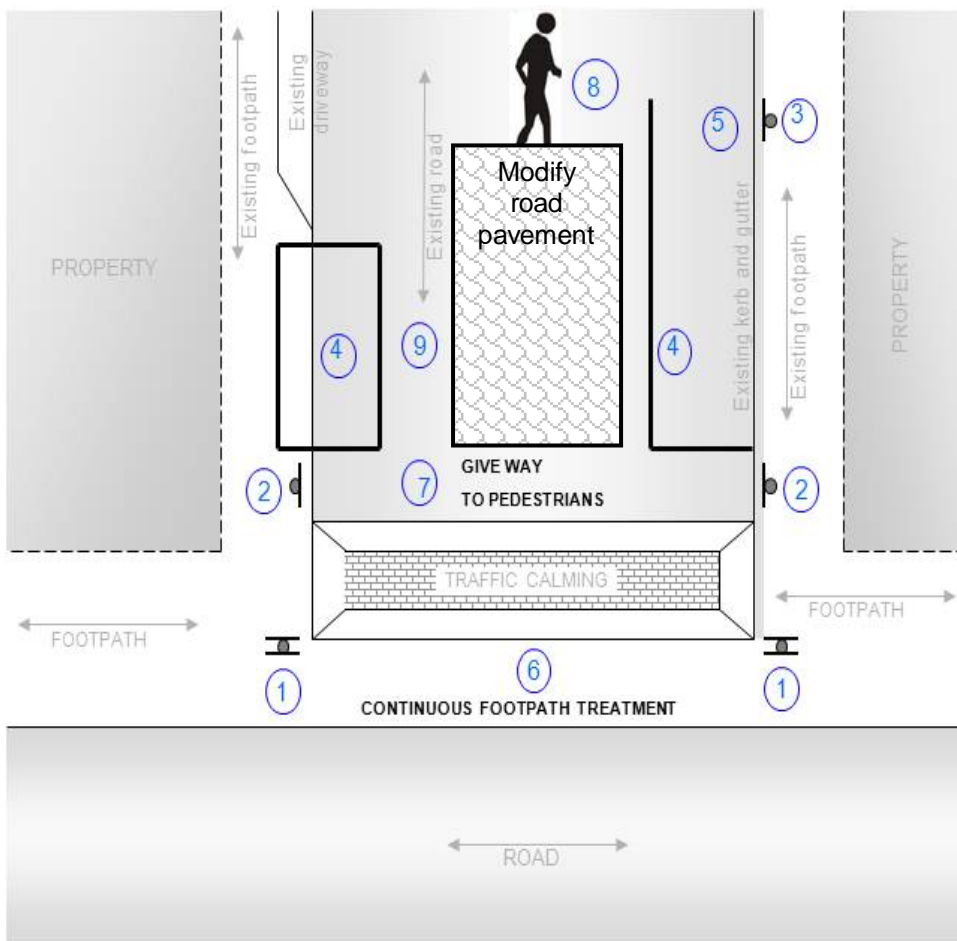 Existing footpath
Existing
driveway
Existing road
8
5
3
Modify
road
pavement
PROPERTY
Existing kerb and gutter
Existing footpath
PROPERTY
4
9
4
2
7
GIVE WAY
TO PEDESTRIANS
2
TRAFFIC CALMING
FOOTPATH
FOOTPATH
1
6
1
CONTINUOUS FOOTPATH TREATMENT
ROAD